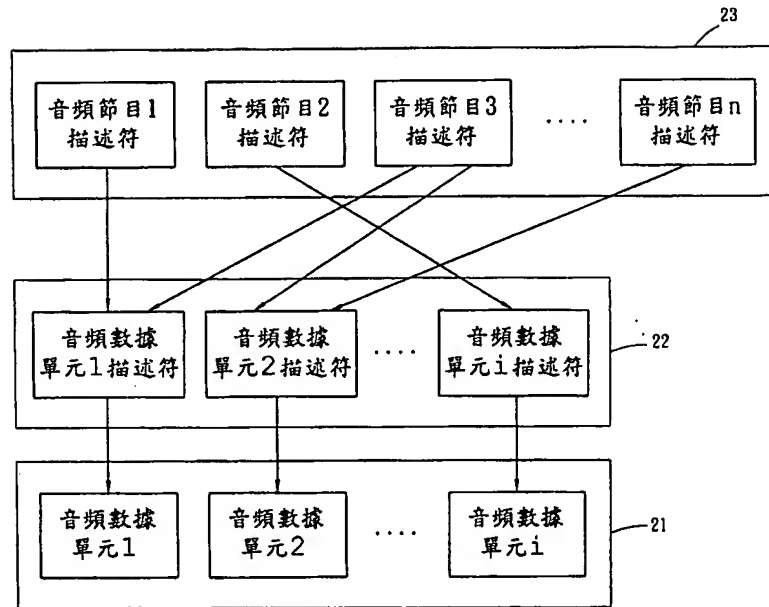 23
音頻節目1
描述符
音頻節目2
描述符
音頻節目3
描述符
....
音頻節目n
描述符
音頻數據
單元1描述符
音頻數據
單元2描述符
....
音頻數據
單元i描述符
22
音頻數據
單元1
音頻數據
單元2
....
音頻數據
單元i
21